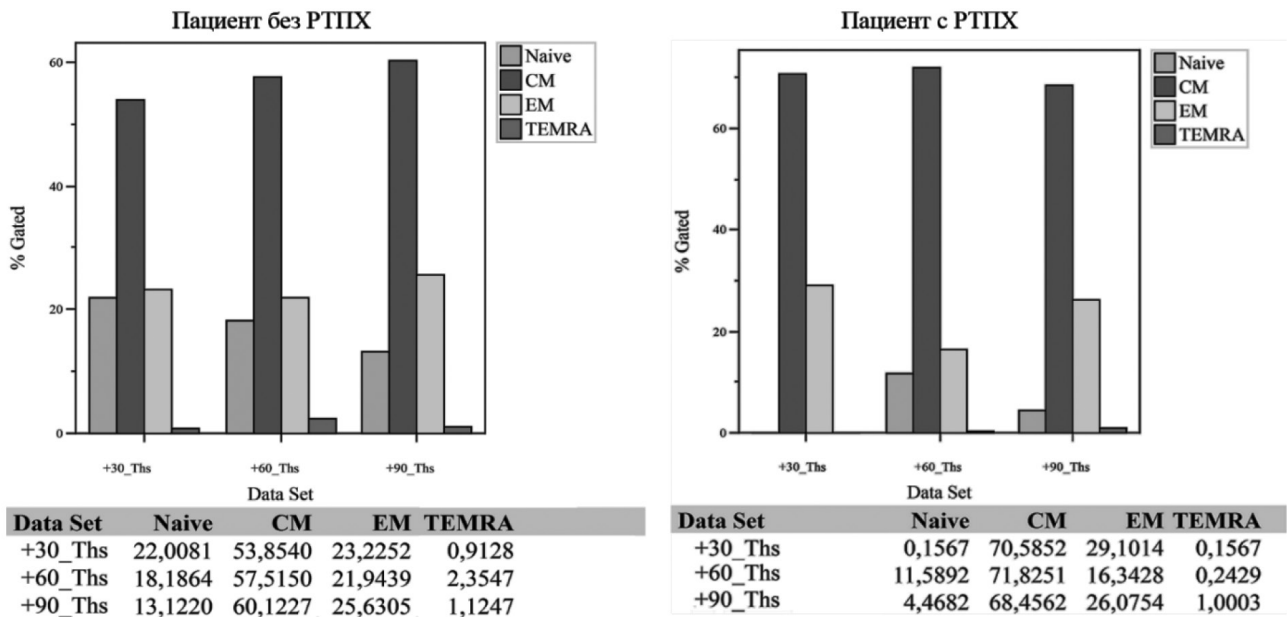 Пациент без РТПХ
60
40
20
0
% Gated
Naive
CM
EM
TEMRA
+30_Ths +60_Ths +90_Ths
Data Set
Data Set Naive CM EM TEMRA
+30_Ths 22,0081 53,8540 23,2252 0,9128
+60_Ths 18,1864 57,5150 21,9439 2,3547
+90_Ths 13,1220 60,1227 25,6305 1,1247
Пациент с РТПХ
60
40
20
0
% Gated
Naive
CM
EM
TEMRA
+30_Ths +60_Ths +90_Ths
Data Set
Data Set Naive CM EM TEMRA
+30_Ths 0,1567 70,5852 29,1014 0,1567
+60_Ths 11,5892 71,8251 16,3428 0,2429
+90_Ths 4,4682 68,4562 26,0754 1,0003